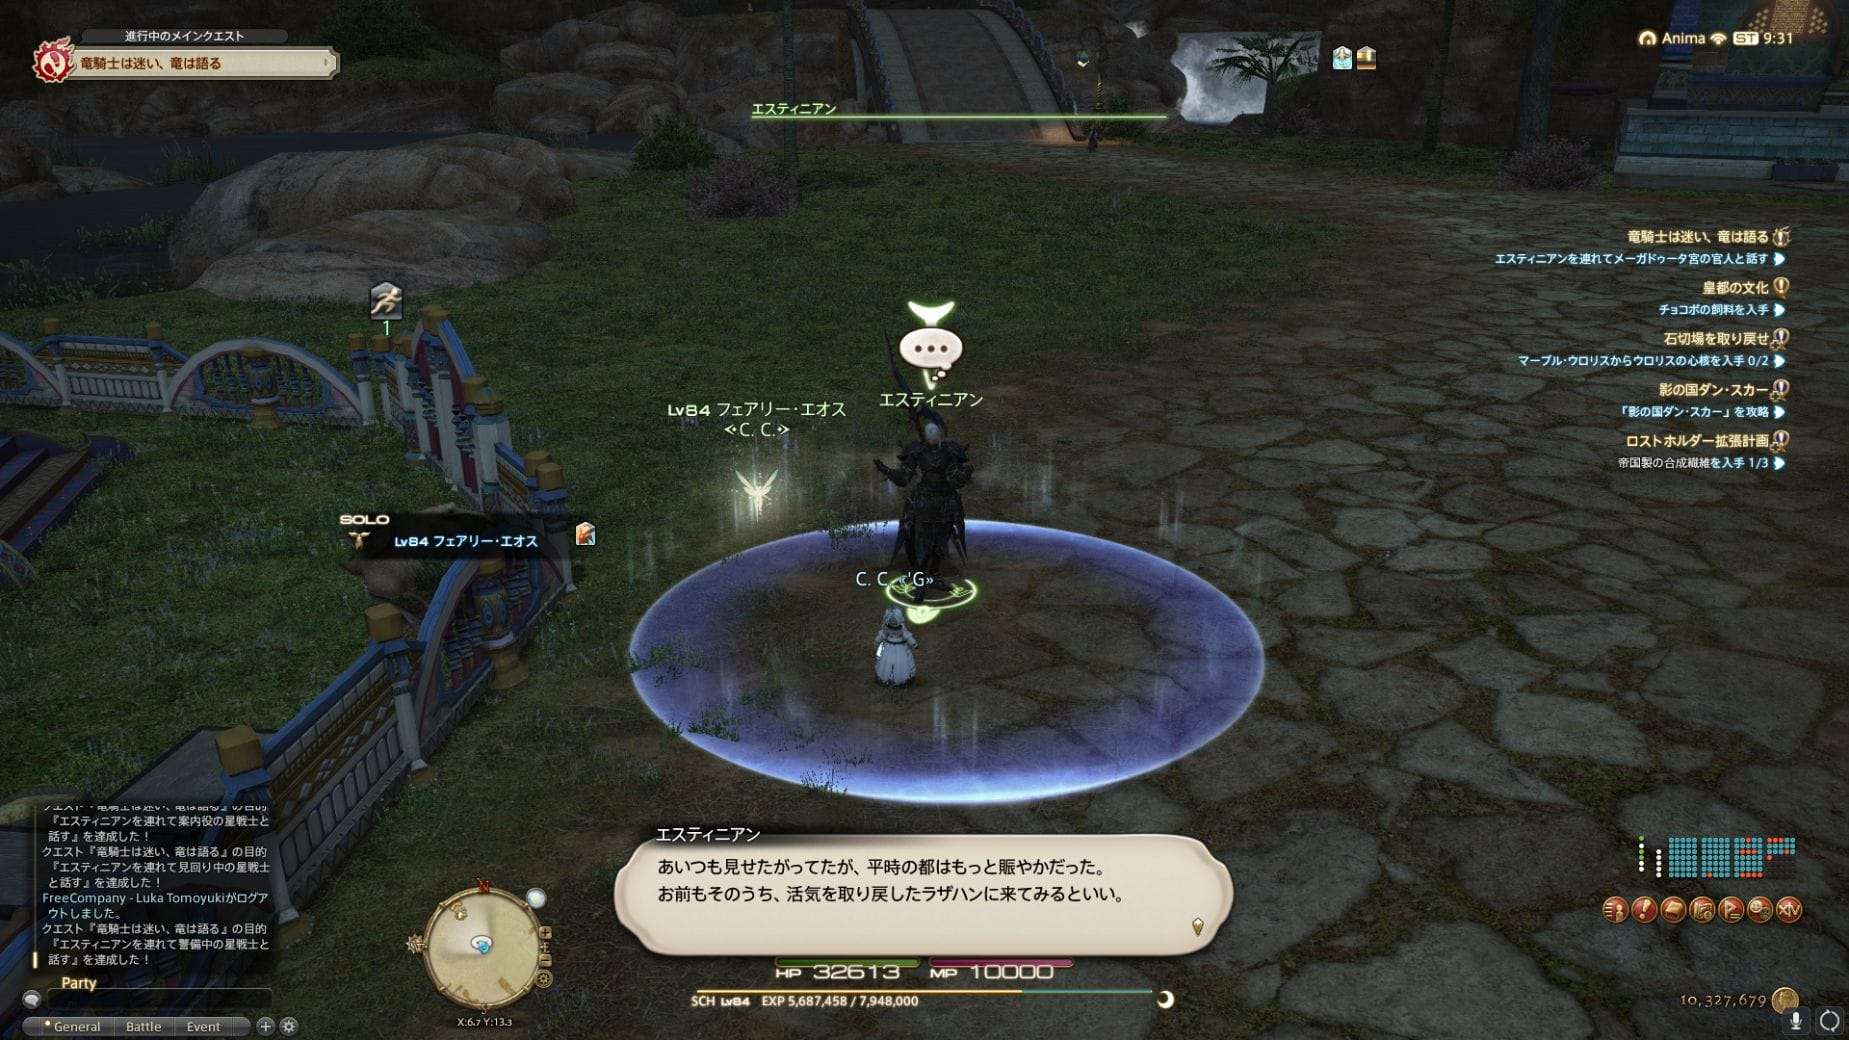 進行中のメインクエスト
竜騎士は迷い、竜は語る
Anima ST 9:31
エスティニアン
竜騎士は迷い、竜は語る
エスティニアンを連れてメーガドゥータ宮の官人と話す
皇都の文化
チョコボの飼料を入手
石切場を取り戻せ
マーブル・ウロリスからウロリスの心核を入手 0/2
影の国ダン・スカー
「影の国ダン・スカー」を攻略
ロストホルダー拡張計画
帝国製の合成繊維を入手 1/3
1
エスティニアン
Lv84 フェアリー・エオス
C. C.
SOLO
Lv84 フェアリー・エオス
C. C. «'G»
クエスト『竜騎士は迷い、竜は語る』の目的
『エスティニアンを連れて案内役の星戦士と
話す』を達成した！
クエスト『竜騎士は迷い、竜は語る』の目的
『エスティニアンを連れて見回り中の星戦士
と話す』を達成した！
FreeCompany - Luka Tomoyukiがログア
ウトしました。
クエスト『竜騎士は迷い、竜は語る』の目的
『エスティニアンを連れて警備中の星戦士と
話す』を達成した！
Party
General Battle Event
N
X:6.7 Y:13.3
エスティニアン
あいつも見せたがってたが、平時の都はもっと賑やかだった。
お前もそのうち、活気を取り戻したラザハンに来てみるといい。
HP 32613 MP 10000
SCH Lv84 EXP 5,687,458 / 7,948,000
XIV
10,327,679